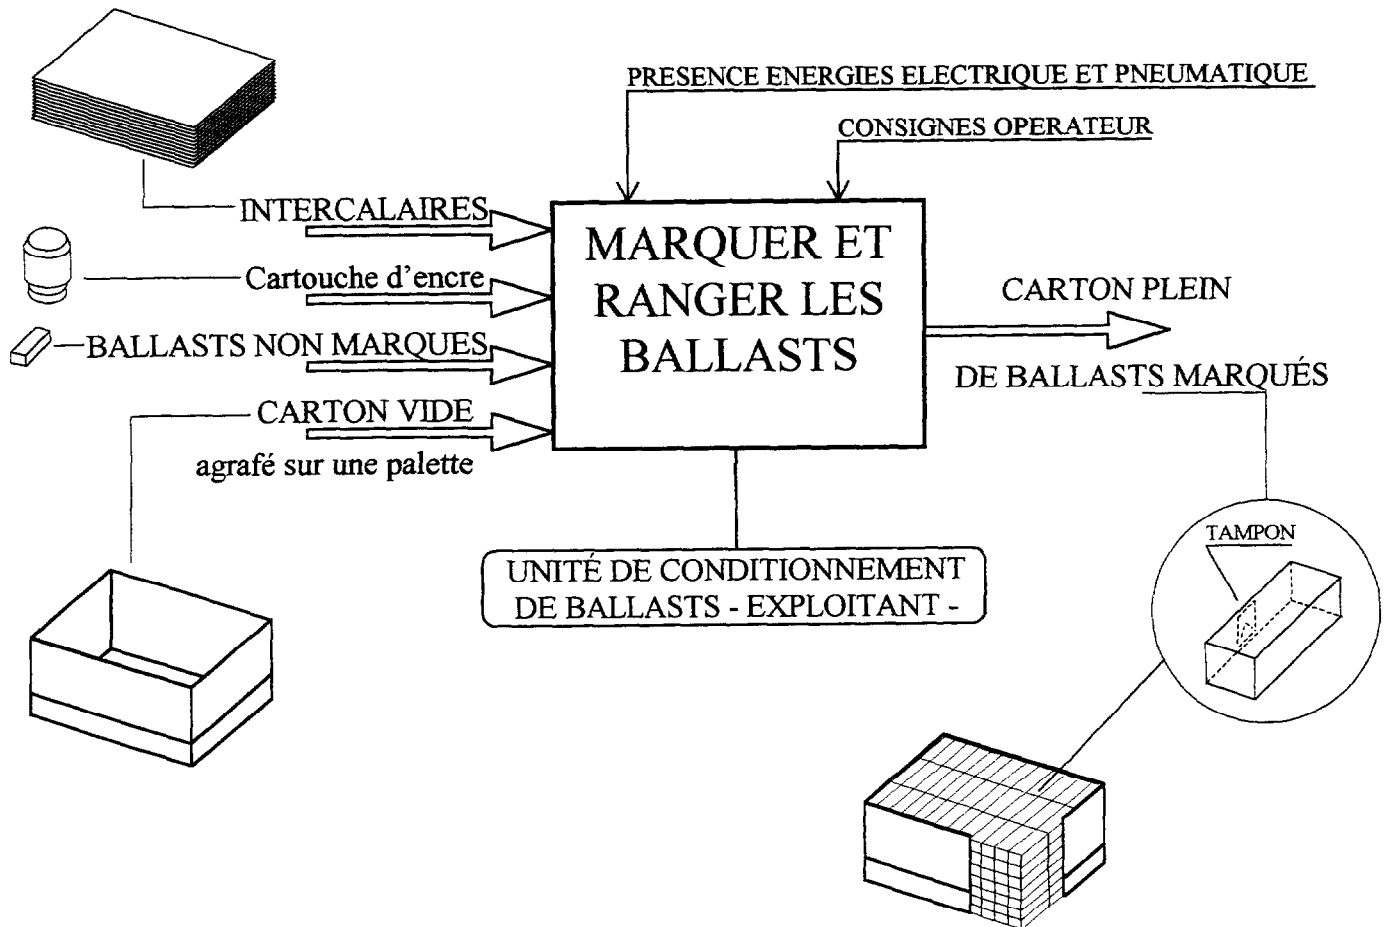 PRESENCE ENERGIES ELECTRIQUE ET PNEUMATIQUE
CONSIGNES OPERATEUR
INTERCALAIRES
Cartouche d'encre
BALLASTS NON MARQUES
CARTON VIDE
agrafé sur une palette
MARQUER ET
RANGER LES
BALLASTS
CARTON PLEIN
DE BALLASTS MARQUÉS
UNITÉ DE CONDITIONNEMENT
DE BALLASTS - EXPLOITANT -
TAMPON